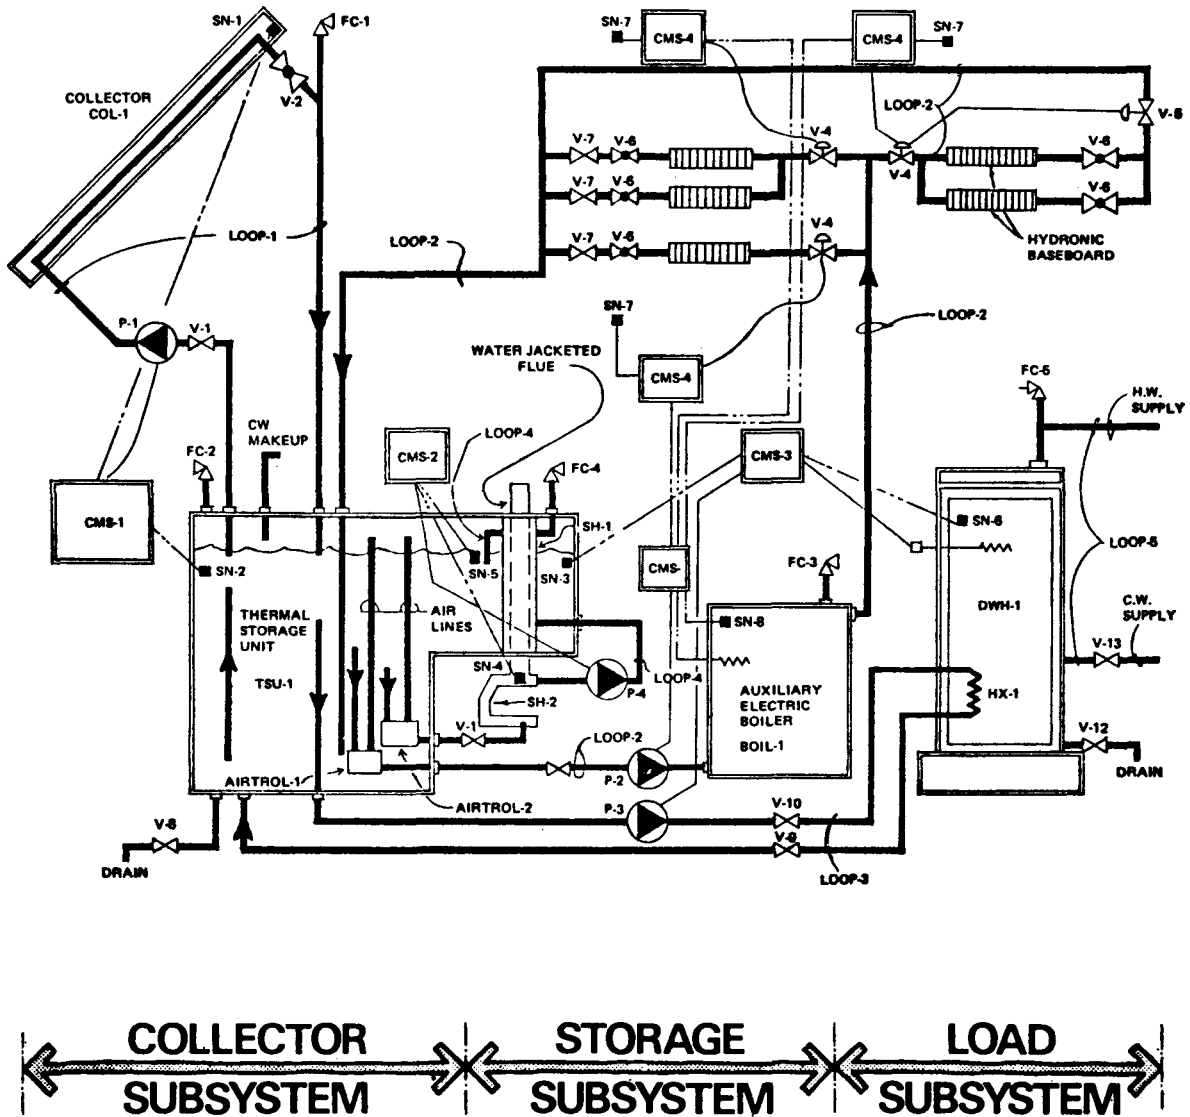 SN-1
FC-1
SN-7
CMS-4
CMS-4
SN-7
COLLECTOR
COL-1
V-2
LOOP-2
V-5
V-7
V-6
V-4
V-4
V-6
V-7
V-6
V-6
LOOP-1
LOOP-2
V-7
V-6
V-4
HYDRONIC
BASEBOARD
P-1
V-1
SN-7
LOOP-2
WATER JACKETED
FLUE
CMS-4
FC-5
H.W.
SUPPLY
CW
MAKEUP
LOOP-4
FC-2
CMS-2
FC-4
CMS-3
CMS-1
SH-1
SN-6
SN-2
SN-5
SN-3
CMS-
FC-3
LOOP-5
THERMAL
STORAGE
UNIT
AIR
LINES
SN-8
DWH-1
C.W.
SUPPLY
TSU-1
SN-4
P-4
LOOP-4
V-13
SH-2
AUXILIARY
ELECTRIC
BOILER
BOIL-1
HX-1
V-1
LOOP-2
V-12
AIRTROL-1
P-2
DRAIN
AIRTROL-2
P-3
V-10
V-6
V-9
DRAIN
LOOP-3
COLLECTOR
SUBSYSTEM
STORAGE
SUBSYSTEM
LOAD
SUBSYSTEM